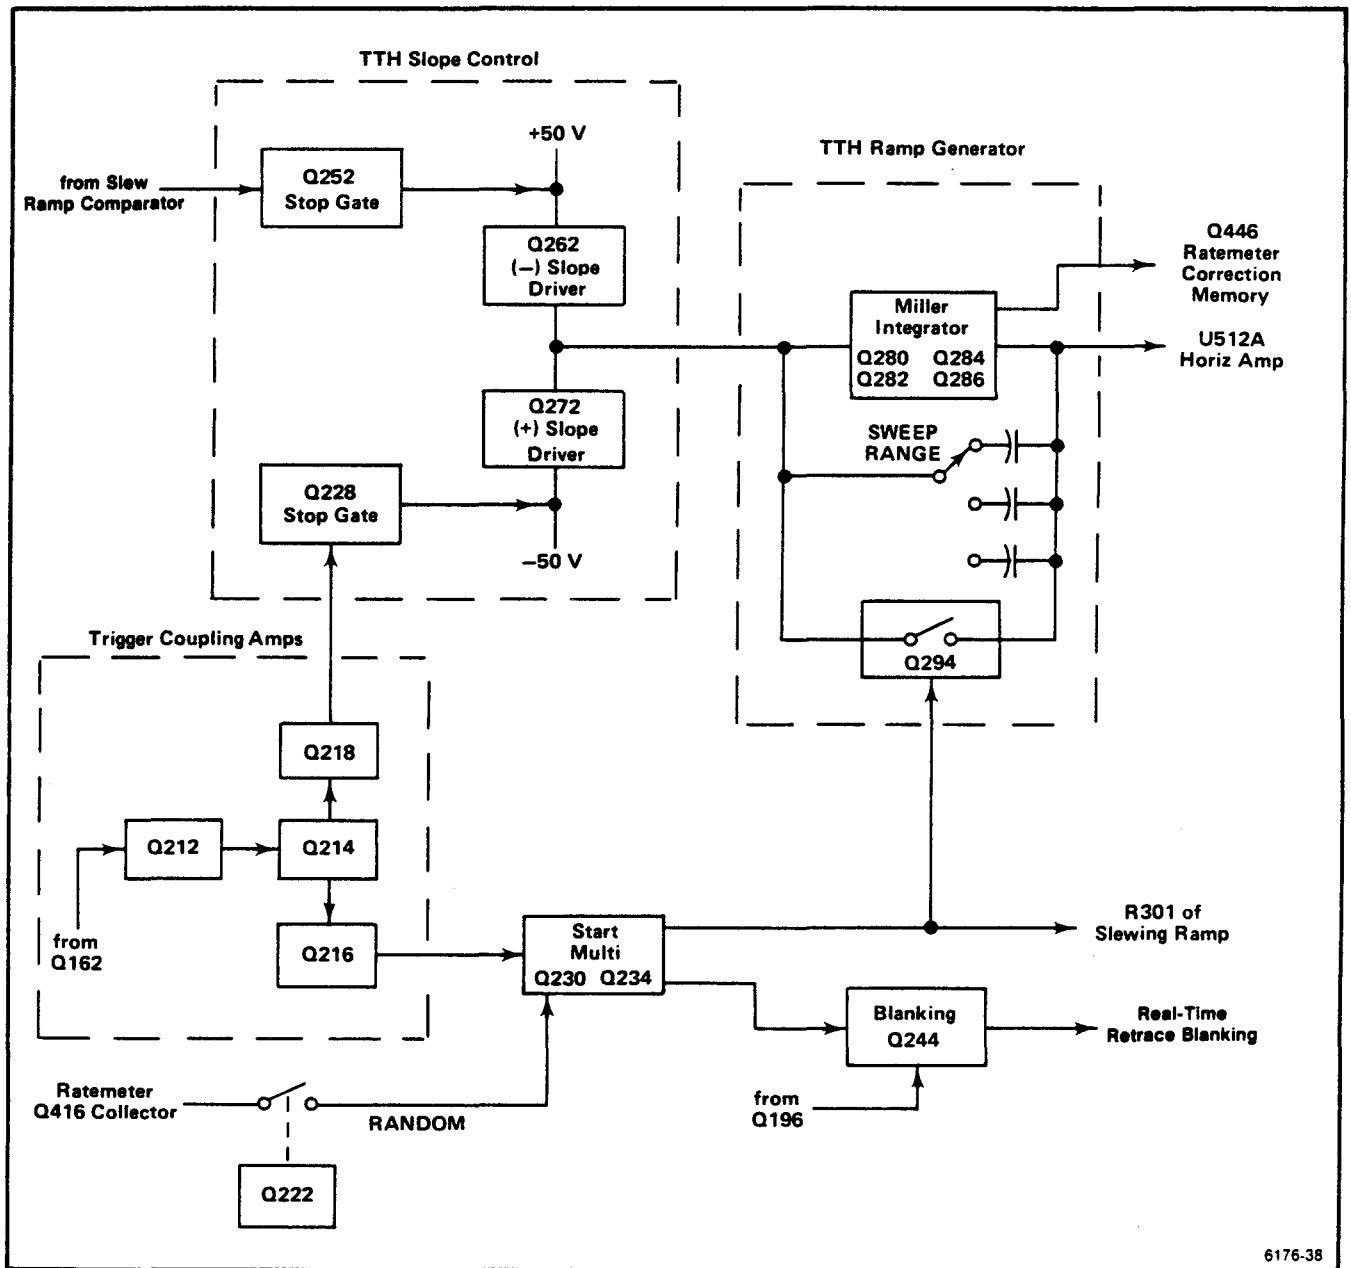 TTH Slope Control
+50 V
from Slew
Ramp Comparator
Q252
Stop Gate
Q262
(−) Slope
Driver
Q272
(+) Slope
Driver
Q228
Stop Gate
−50 V
TTH Ramp Generator
Miller
Integrator
Q280 Q284
Q282 Q286
Q446
Ratemeter
Correction
Memory
U512A
Horiz Amp
SWEEP
RANGE
Q294
Trigger Coupling Amps
Q218
Q212
Q214
Q216
from
Q162
Start
Multi
Q230 Q234
R301 of
Slewing Ramp
Blanking
Q244
Real-Time
Retrace Blanking
from
Q196
Ratemeter
Q416 Collector
RANDOM
Q222
6176-38